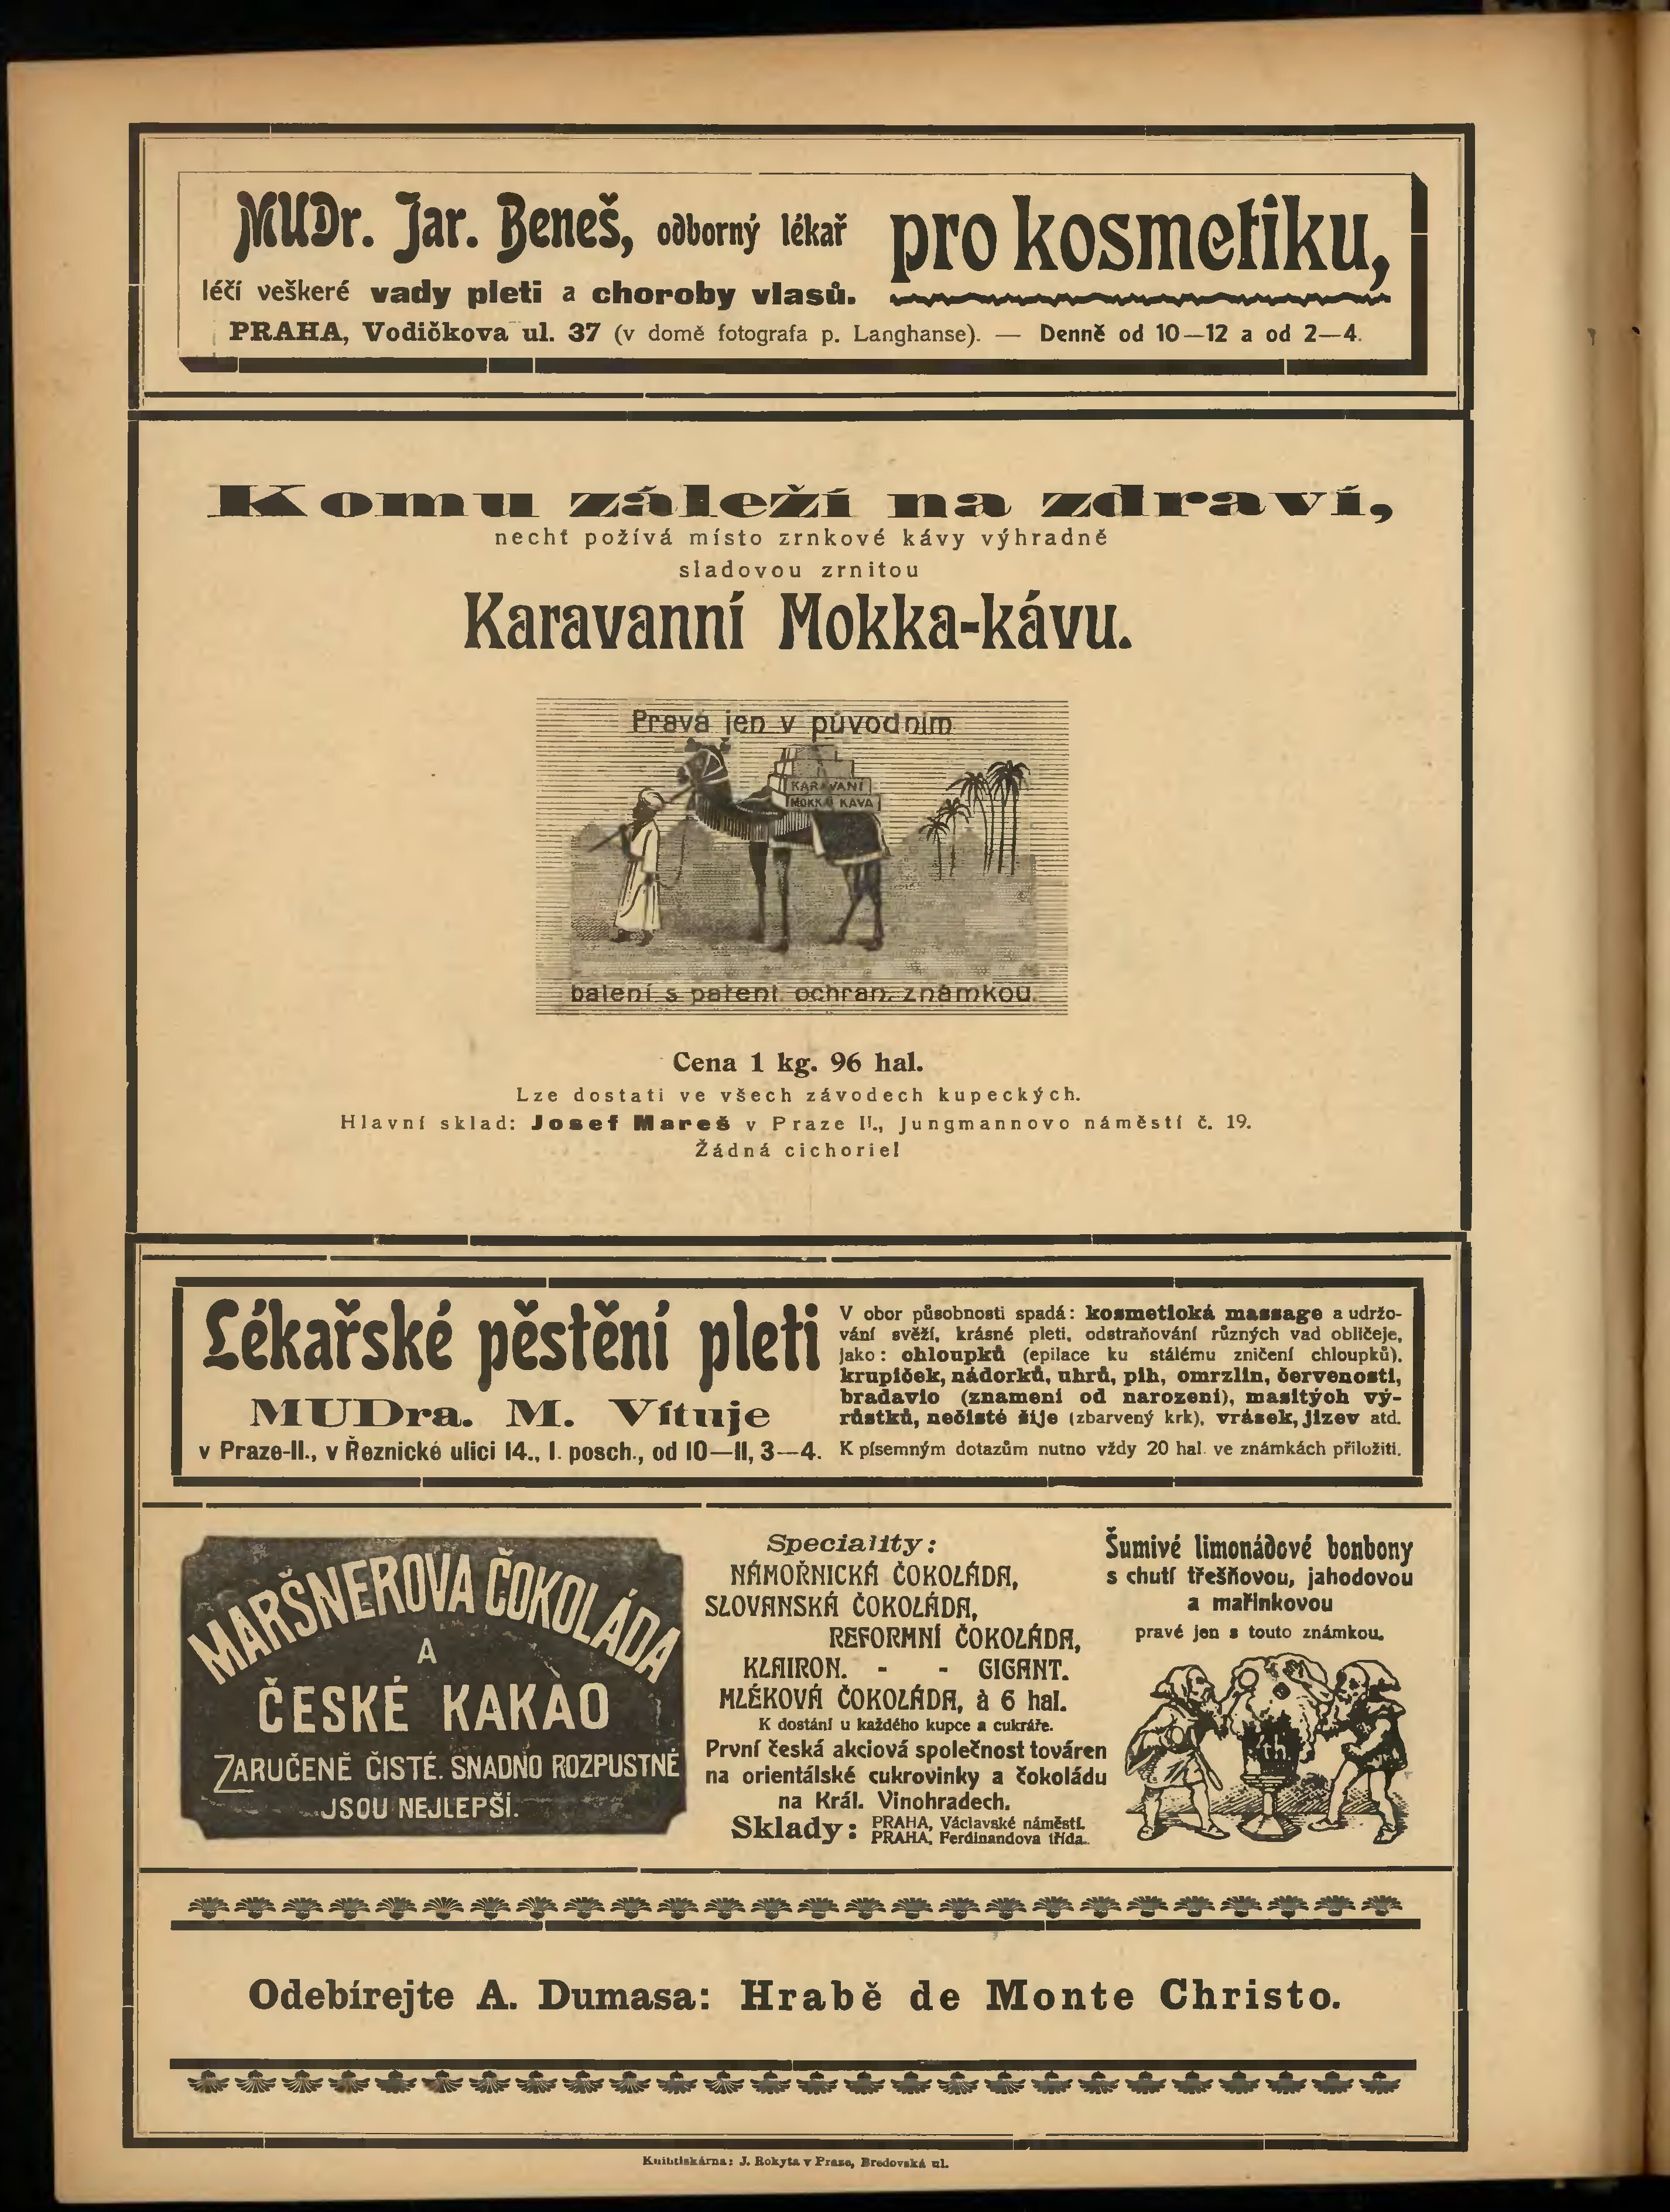 MUDr. Jar. Beneš, odborný lékař pro kosmetiku,
léčí veškeré vady pleti a choroby vlasů.
PRAHA, Vodičkova ul. 37 (v domě fotografa p. Langhanse). — Denně od 10—12 a od 2—4.
Komu záleží na zdraví,
nechť požívá místo zrnkové kávy výhradně
sladovou zrnitou
Karavanní Mokka-kávu.
Pravá jen v původním
KARAVANÍ
MOKKA KÁVA
balení s patent. ochran. známkou.
Cena 1 kg. 96 hal.
Lze dostati ve všech závodech kupeckých.
Hlavní sklad: Josef Mareš v Praze II., Jungmannovo náměstí č. 19.
Žádná cichorie!
Lékařské pěstění pleti
MUDra. M. Vítuje
v Praze-II., v Řeznické ulici 14., I. posch., od 10—11, 3—4.
V obor působnosti spadá: kosmetická massage a udržo-
vání svěží, krásné pleti, odstraňování různých vad obličeje,
jako: chloupků (epilace ku stálému zničení chloupků),
krupiček, nádorků, uhrů, pih, omrzlin, červenosti,
bradavic (znamení od narození), masitých vý-
růstků, nečisté šije (zbarvený krk), vrásek, jizev atd.
K písemným dotazům nutno vždy 20 hal. ve známkách přiložiti.
MARŠNEROVA ČOKOLÁDA
A
ČESKÉ KAKAO
ZARUČENĚ ČISTÉ. SNADNO ROZPUSTNÉ
JSOU NEJLEPŠÍ.
Speciality:
NÁMOŘNICKÁ ČOKOLÁDA,
SLOVANSKÁ ČOKOLÁDA,
REFORMNÍ ČOKOLÁDA,
KLAIRON. - - GIGANT.
MLÉKOVÁ ČOKOLÁDA, à 6 hal.
K dostání u každého kupce a cukráře.
První česká akciová společnost továren
na orientálské cukrovinky a čokoládu
na Král. Vinohradech.
Sklady: PRAHA, Václavské náměstí.
PRAHA, Ferdinandova třída.
Šumivé limonádové bonbony
s chutí třešňovou, jahodovou
a mařinkovou
pravé jen s touto známkou.
th.
Odebírejte A. Dumasa: Hrabě de Monte Christo.
Knihtiskárna: J. Rokyta v Praze, Bredovská ul.